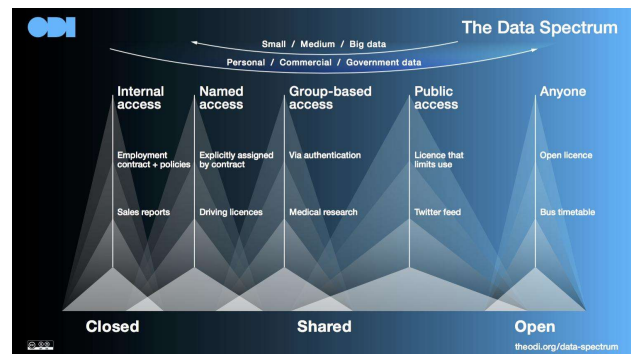 ODI
The Data Spectrum
Small / Medium / Big data
Personal / Commercial / Government data
Internal
access
Named
access
Group-based
access
Public
access
Anyone
Employment
contract + policies
Explicitly assigned
by contract
Via authentication
Licence that
limits use
Open licence
Sales reports
Driving licences
Medical research
Twitter feed
Bus timetable
Closed
Shared
Open
theodi.org/data-spectrum